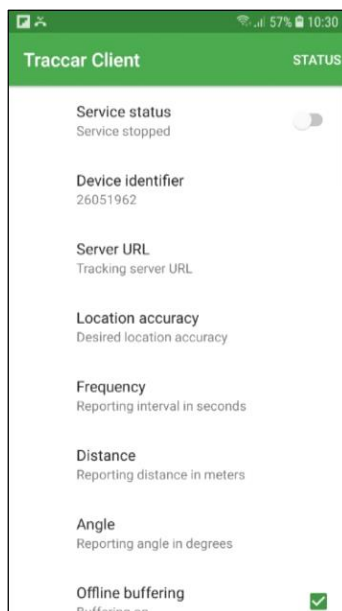 57% 10:30
Traccar Client STATUS
Service status
Service stopped
Device identifier
26051962
Server URL
Tracking server URL
Location accuracy
Desired location accuracy
Frequency
Reporting interval in seconds
Distance
Reporting distance in meters
Angle
Reporting angle in degrees
Offline buffering
Buffering on